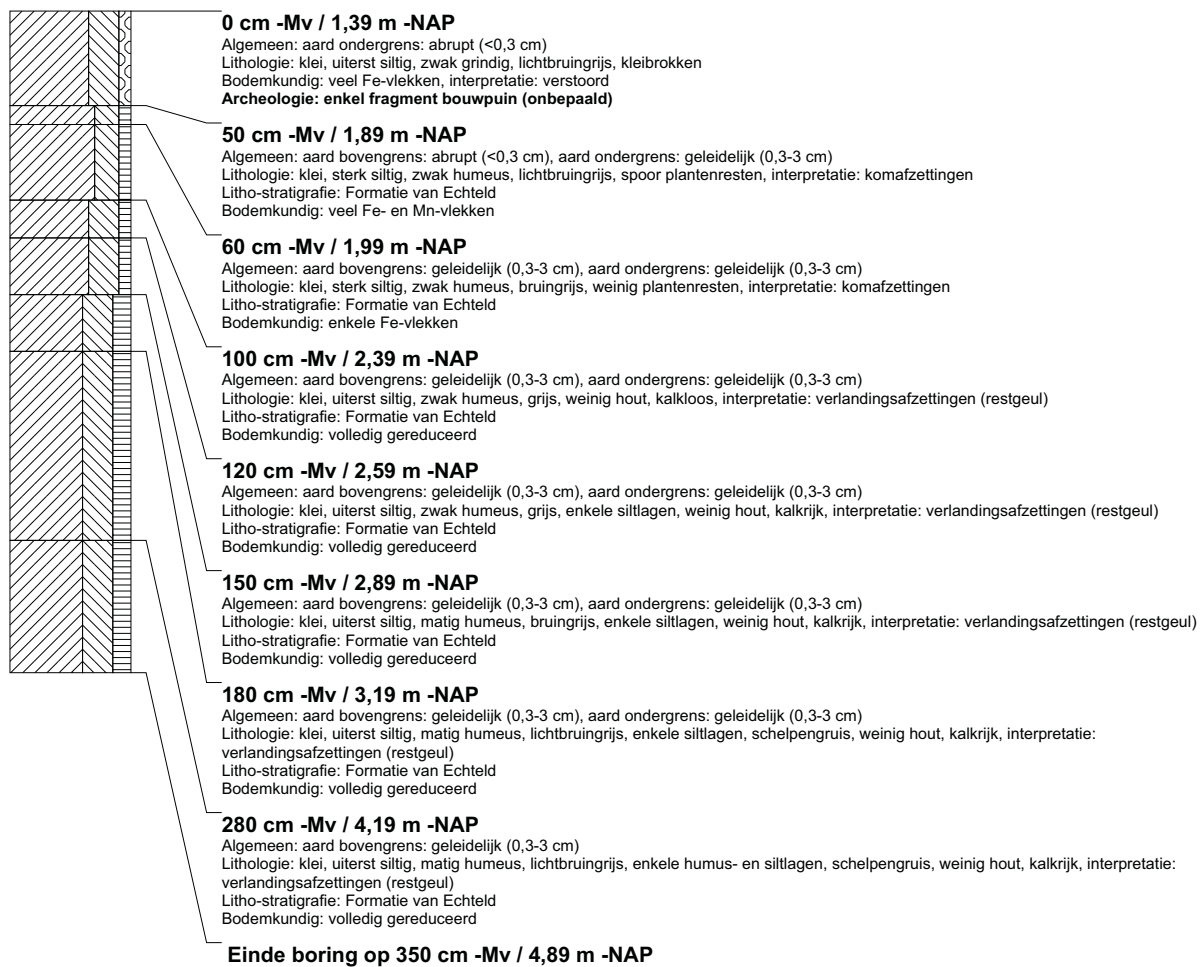 0 cm -Mv / 1,39 m -NAP
Algemeen: aard ondergrens: abrupt (<0,3 cm)
Lithologie: klei, uiterst siltig, zwak grindig, lichtbruingrijs, kleibrokken
Bodemkundig: veel Fe-vlekken, interpretatie: verstoord
Archeologie: enkel fragment bouwpuin (onbepaald)
50 cm -Mv / 1,89 m -NAP
Algemeen: aard bovengrens: abrupt (<0,3 cm), aard ondergrens: geleidelijk (0,3-3 cm)
Lithologie: klei, sterk siltig, zwak humeus, lichtbruingrijs, spoor plantenresten, interpretatie: komafzettingen
Litho-stratigrafie: Formatie van Echteld
Bodemkundig: veel Fe- en Mn-vlekken
60 cm -Mv / 1,99 m -NAP
Algemeen: aard bovengrens: geleidelijk (0,3-3 cm), aard ondergrens: geleidelijk (0,3-3 cm)
Lithologie: klei, sterk siltig, zwak humeus, bruingrijs, weinig plantenresten, interpretatie: komafzettingen
Litho-stratigrafie: Formatie van Echteld
Bodemkundig: enkele Fe-vlekken
100 cm -Mv / 2,39 m -NAP
Algemeen: aard bovengrens: geleidelijk (0,3-3 cm), aard ondergrens: geleidelijk (0,3-3 cm)
Lithologie: klei, uiterst siltig, zwak humeus, grijs, weinig hout, kalkloos, interpretatie: verlandingsafzettingen (restgeul)
Litho-stratigrafie: Formatie van Echteld
Bodemkundig: volledig gereduceerd
120 cm -Mv / 2,59 m -NAP
Algemeen: aard bovengrens: geleidelijk (0,3-3 cm), aard ondergrens: geleidelijk (0,3-3 cm)
Lithologie: klei, uiterst siltig, zwak humeus, grijs, enkele siltlagen, weinig hout, kalkrijk, interpretatie: verlandingsafzettingen (restgeul)
Litho-stratigrafie: Formatie van Echteld
Bodemkundig: volledig gereduceerd
150 cm -Mv / 2,89 m -NAP
Algemeen: aard bovengrens: geleidelijk (0,3-3 cm), aard ondergrens: geleidelijk (0,3-3 cm)
Lithologie: klei, uiterst siltig, matig humeus, bruingrijs, enkele siltlagen, weinig hout, kalkrijk, interpretatie: verlandingsafzettingen (restgeul)
Litho-stratigrafie: Formatie van Echteld
Bodemkundig: volledig gereduceerd
180 cm -Mv / 3,19 m -NAP
Algemeen: aard bovengrens: geleidelijk (0,3-3 cm), aard ondergrens: geleidelijk (0,3-3 cm)
Lithologie: klei, uiterst siltig, matig humeus, lichtbruingrijs, enkele siltlagen, schelpengruis, weinig hout, kalkrijk, interpretatie:
verlandingsafzettingen (restgeul)
Litho-stratigrafie: Formatie van Echteld
Bodemkundig: volledig gereduceerd
280 cm -Mv / 4,19 m -NAP
Algemeen: aard bovengrens: geleidelijk (0,3-3 cm)
Lithologie: klei, uiterst siltig, matig humeus, lichtbruingrijs, enkele humus- en siltlagen, schelpengruis, weinig hout, kalkrijk, interpretatie:
verlandingsafzettingen (restgeul)
Litho-stratigrafie: Formatie van Echteld
Bodemkundig: volledig gereduceerd
Einde boring op 350 cm -Mv / 4,89 m -NAP